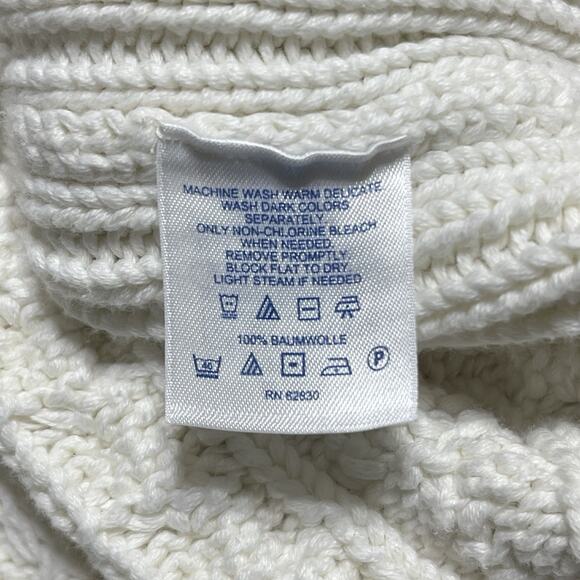 MACHINE WASH WARM DELICATE
WASH DARK COLORS
SEPARATELY.
ONLY NON-CHLORINE BLEACH
WHEN NEEDED.
REMOVE PROMPTLY
BLOCK FLAT TO DRY
LIGHT STEAM IF NEEDED
100% BAUMWOLLE
40 P
RN 62830